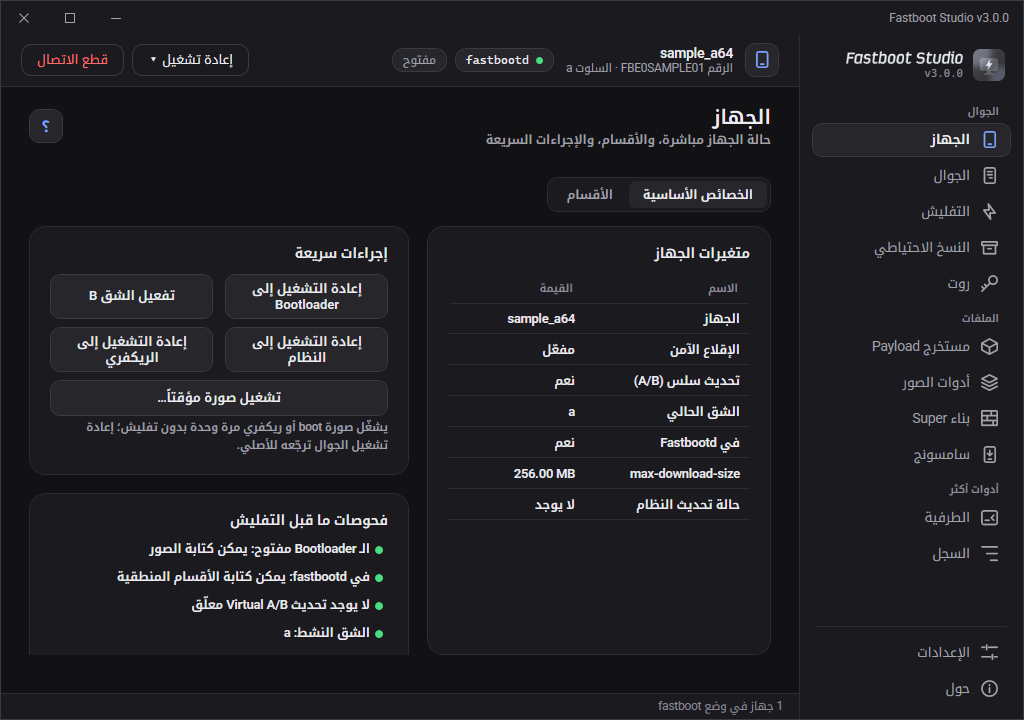 Fastboot Studio v3.0.0
Fastboot Studio
v3.0.0
الجوال
الجهاز
الجوال
التفليش
النسخ الاحتياطي
روت
الملفات
مستخرج Payload
أدوات الصور
بناء Super
سامسونج
أدوات أكثر
الطرفية
السجل
الإعدادات
حول
sample_a64
الرقم FBE0SAMPLE01 · السلوت a
fastbootd
مفتوح
إعادة تشغيل ▾
قطع الاتصال
الجهاز
حالة الجهاز مباشرة، والأقسام، والإجراءات السريعة
؟
الخصائص الأساسية
الأقسام
متغيرات الجهاز
الاسم القيمة
الجهاز sample_a64
الإقلاع الآمن مفعّل
تحديث سلس (A/B) نعم
الشق الحالي a
في Fastbootd نعم
max-download-size 256.00 MB
حالة تحديث النظام لا يوجد
إجراءات سريعة
إعادة التشغيل إلى
Bootloader
تفعيل الشق B
إعادة التشغيل إلى
النظام
إعادة التشغيل إلى
الريكفري
تشغيل صورة مؤقتاً...
يشغّل صورة boot أو ريكفري مرة وحدة بدون تفليش؛ إعادة
تشغيل الجوال ترجّعه للأصلي.
فحوصات ما قبل التفليش
الـ Bootloader مفتوح: يمكن كتابة الصور
في fastbootd: يمكن كتابة الأقسام المنطقية
لا يوجد تحديث Virtual A/B معلّق
الشق النشط: a
1 جهاز في وضع fastboot